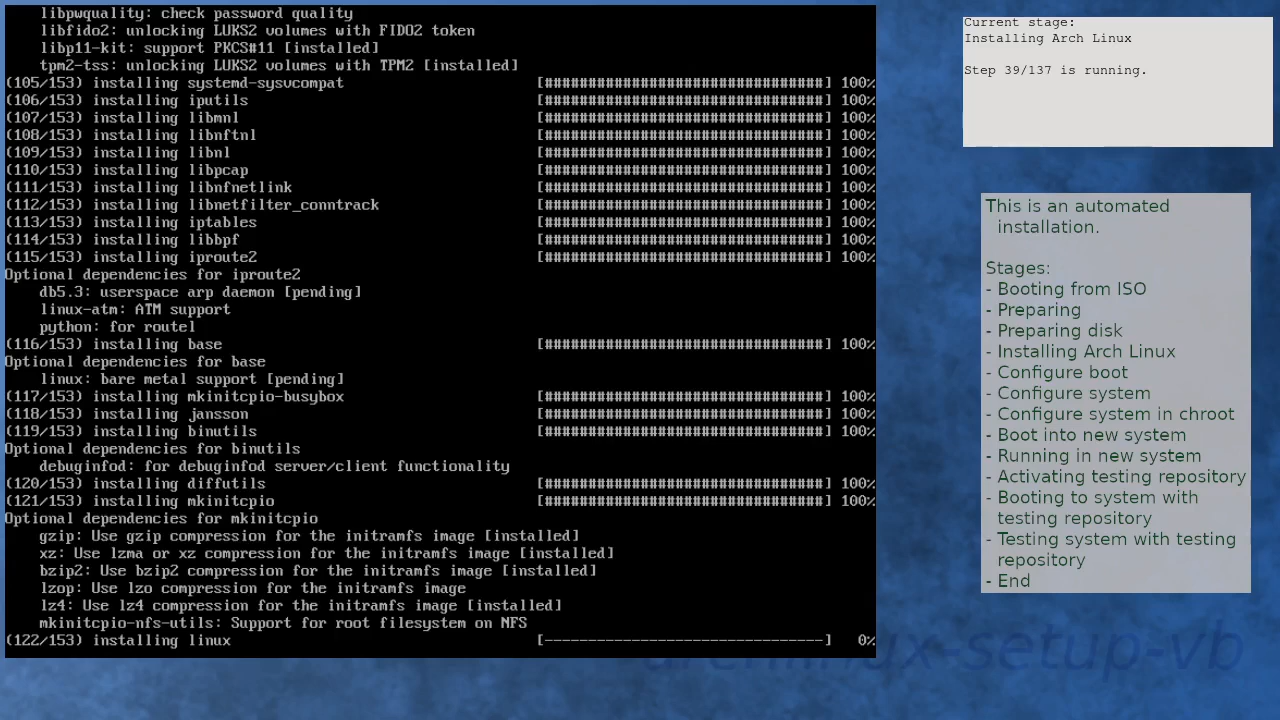 libpwquality: check password quality
libfido2: unlocking LUKS2 volumes with FIDO2 token
libp11-kit: support PKCS#11 [installed]
tpm2-tss: unlocking LUKS2 volumes with TPM2 [installed]
(105/153) installing systemd-sysvcompat [################################] 100%
(106/153) installing iputils [################################] 100%
(107/153) installing libmnl [################################] 100%
(108/153) installing libnftnl [################################] 100%
(109/153) installing libnl [################################] 100%
(110/153) installing libpcap [################################] 100%
(111/153) installing libnfnetlink [################################] 100%
(112/153) installing libnetfilter_conntrack [################################] 100%
(113/153) installing iptables [################################] 100%
(114/153) installing libbpf [################################] 100%
(115/153) installing iproute2 [################################] 100%
Optional dependencies for iproute2
db5.3: userspace arp daemon [pending]
linux-atm: ATM support
python: for routel
(116/153) installing base [################################] 100%
Optional dependencies for base
linux: bare metal support [pending]
(117/153) installing mkinitcpio-busybox [################################] 100%
(118/153) installing jansson [################################] 100%
(119/153) installing binutils [################################] 100%
Optional dependencies for binutils
debuginfod: for debuginfod server/client functionality
(120/153) installing diffutils [################################] 100%
(121/153) installing mkinitcpio [################################] 100%
Optional dependencies for mkinitcpio
gzip: Use gzip compression for the initramfs image [installed]
xz: Use lzma or xz compression for the initramfs image [installed]
bzip2: Use bzip2 compression for the initramfs image [installed]
lzop: Use lzo compression for the initramfs image
lz4: Use lz4 compression for the initramfs image [installed]
mkinitcpio-nfs-utils: Support for root filesystem on NFS
(122/153) installing linux [--------------------------------] 0%
Current stage:
Installing Arch Linux
Step 39/137 is running.
This is an automated
installation.
Stages:
- Booting from ISO
- Preparing
- Preparing disk
- Installing Arch Linux
- Configure boot
- Configure system
- Configure system in chroot
- Boot into new system
- Running in new system
- Activating testing repository
- Booting to system with
testing repository
- Testing system with testing
repository
- End